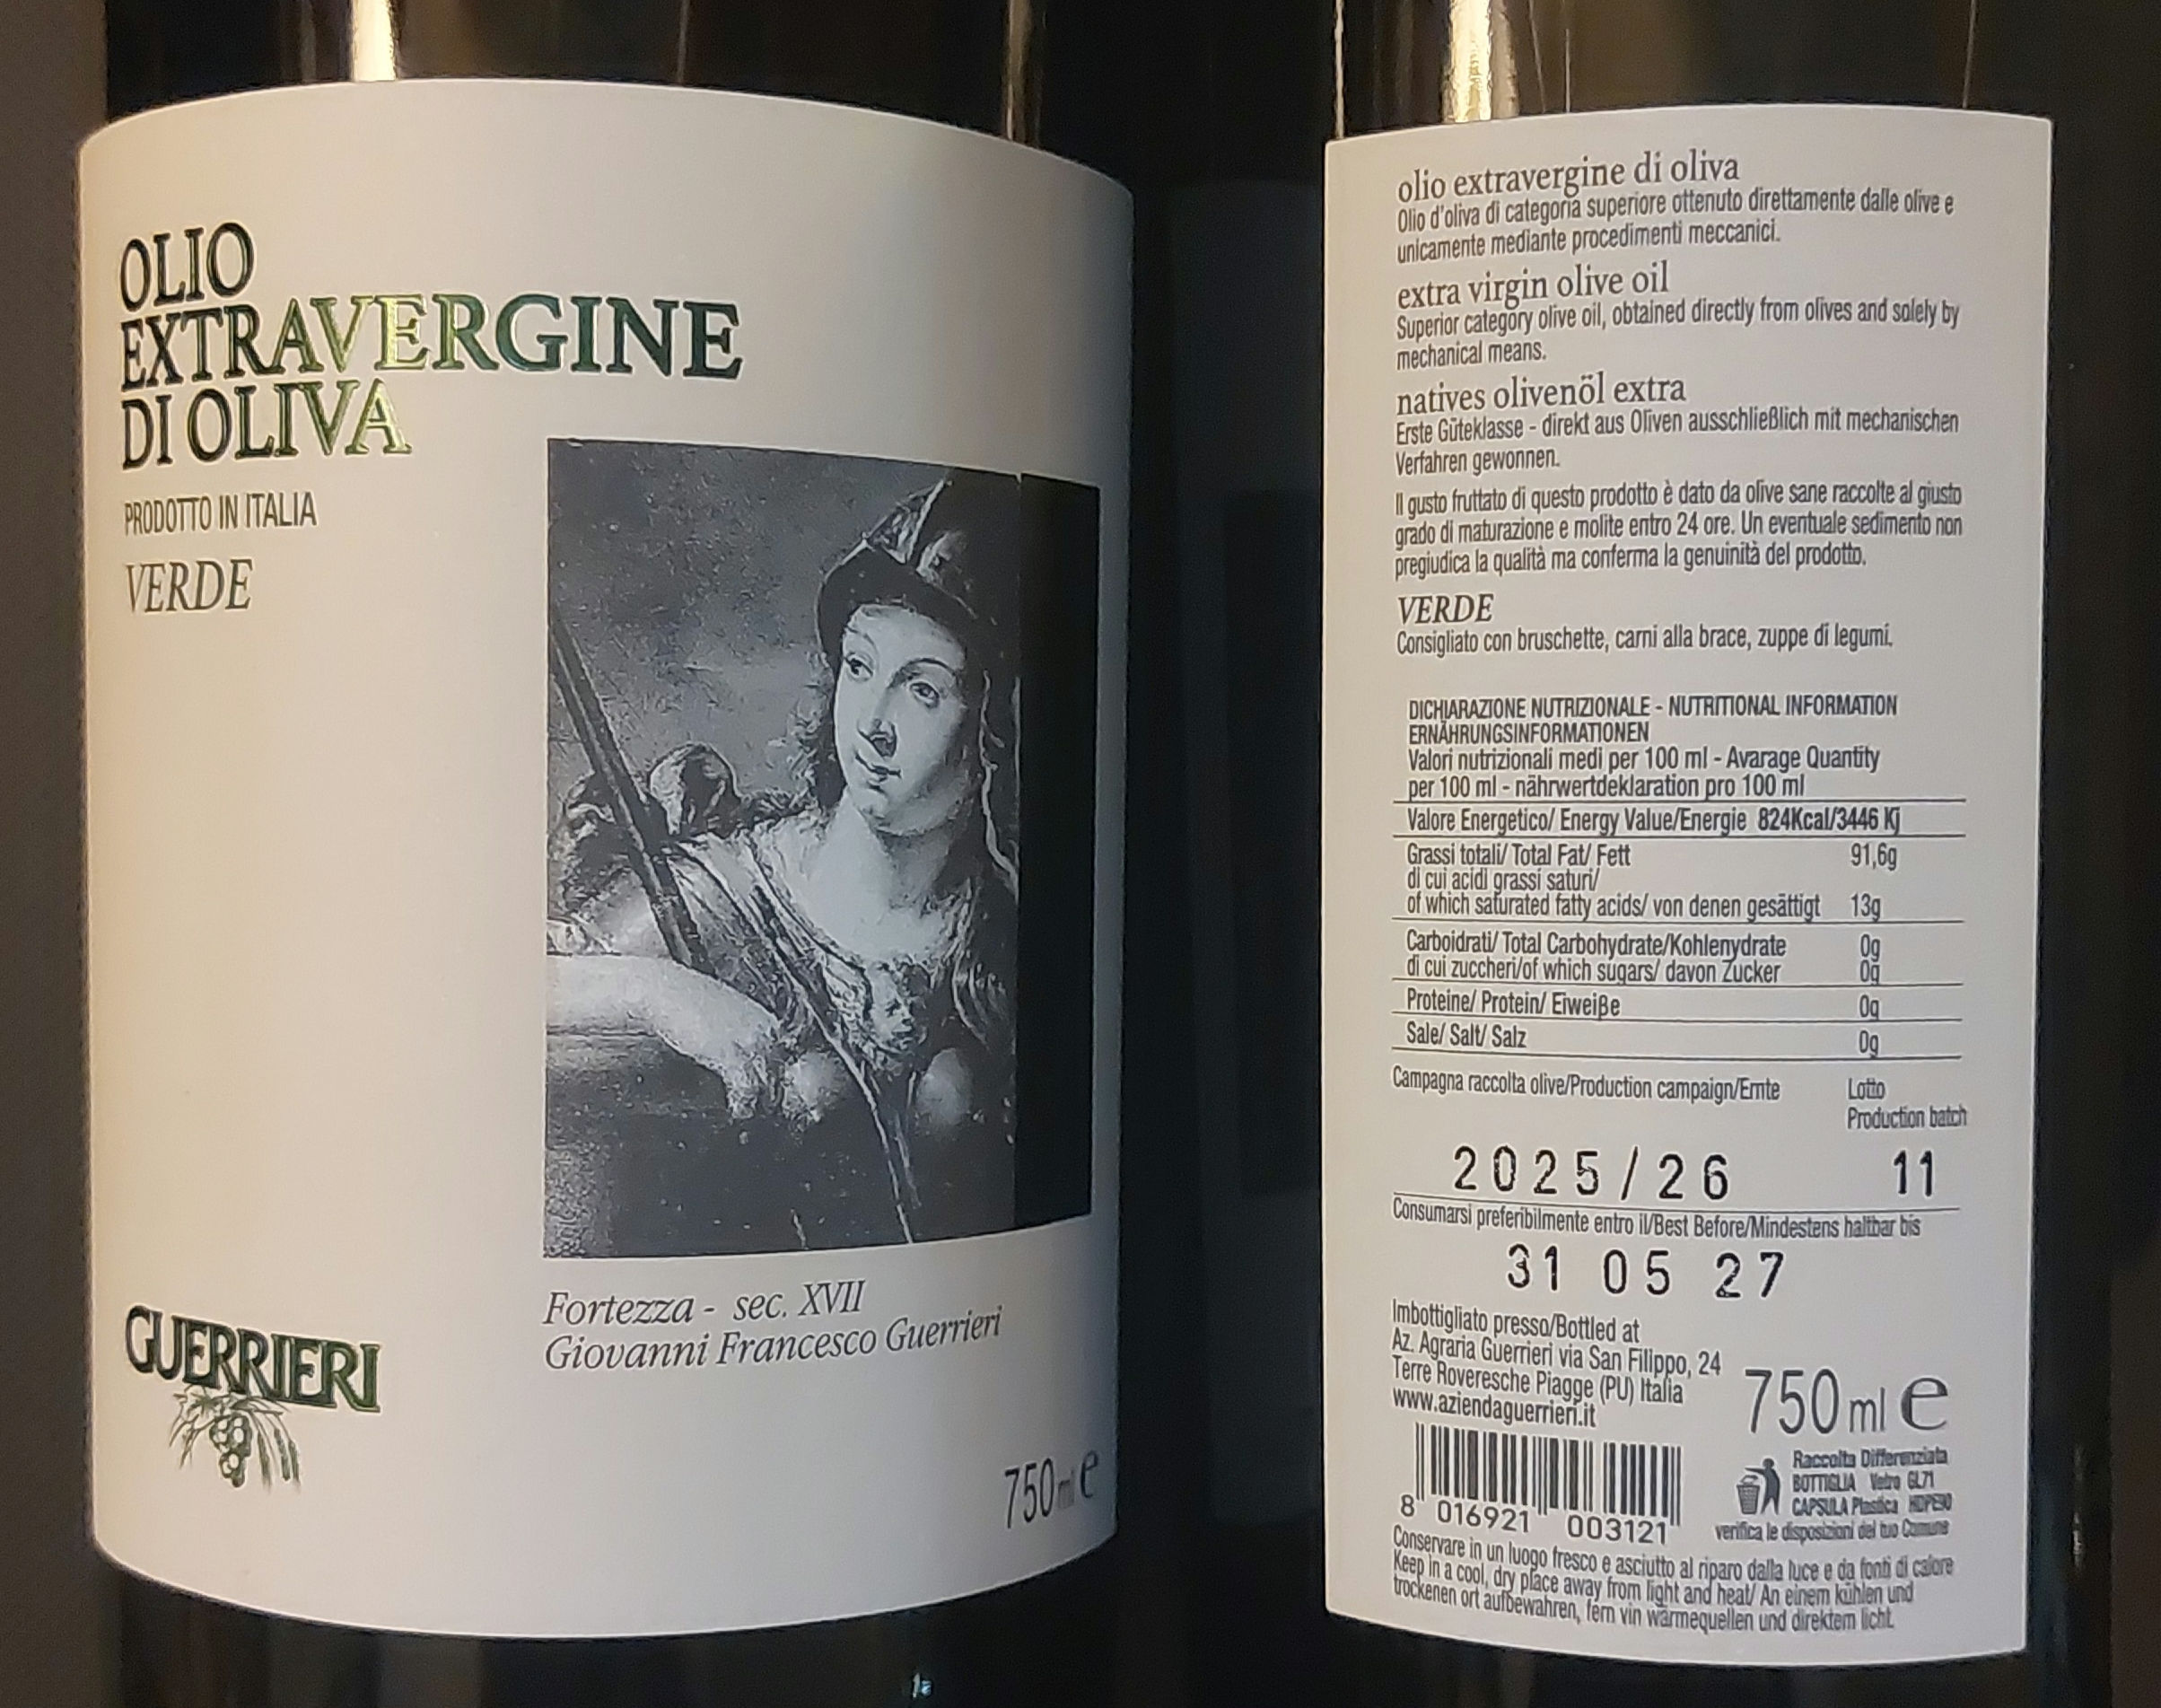 OLIO
EXTRAVERGINE
DI OLIVA
PRODOTTO IN ITALIA
VERDE
Fortezza - sec. XVII
Giovanni Francesco Guerrieri
GUERRIERI
750 ml e
olio extravergine di oliva
Olio d'oliva di categoria superiore ottenuto direttamente dalle olive e
unicamente mediante procedimenti meccanici.
extra virgin olive oil
Superior category olive oil, obtained directly from olives and solely by
mechanical means.
natives olivenöl extra
Erste Güteklasse - direkt aus Oliven ausschließlich mit mechanischen
Verfahren gewonnen.
Il gusto fruttato di questo prodotto è dato da olive sane raccolte al giusto
grado di maturazione e molite entro 24 ore. Un eventuale sedimento non
pregiudica la qualità ma conferma la genuinità del prodotto.
VERDE
Consigliato con bruschette, carni alla brace, zuppe di legumi.
DICHIARAZIONE NUTRIZIONALE - NUTRITIONAL INFORMATION
ERNÄHRUNGSINFORMATIONEN
Valori nutrizionali medi per 100 ml - Avarage Quantity
per 100 ml - nährwertdeklaration pro 100 ml
Valore Energetico/ Energy Value/Energie 824Kcal/3446 Kj
Grassi totali/ Total Fat/ Fett 91,6g
di cui acidi grassi saturi/
of which saturated fatty acids/ von denen gesättigt 13g
Carboidrati/ Total Carbohydrate/Kohlenydrate 0g
di cui zuccheri/of which sugars/ davon Zucker 0g
Proteine/ Protein/ Eiweiße 0g
Sale/ Salt/ Salz 0g
Campagna raccolta olive/Production campaign/Ernte Lotto
Production batch
2025/26 11
Consumarsi preferibilmente entro il/Best Before/Mindestens haltbar bis
31 05 27
Imbottigliato presso/Bottled at
Az. Agraria Guerrieri via San Filippo, 24
Terre Roveresche Piagge (PU) Italia
www.aziendaguerrieri.it
750 ml e
Raccolta Differenziata
BOTTIGLIA Vetro GL71
CAPSULA Plastica HDPE90
verifica le disposizioni del tuo Comune
8 016921 003121
Conservare in un luogo fresco e asciutto al riparo dalla luce e da fonti di calore
Keep in a cool, dry place away from light and heat/ An einem kühlen und
trockenen ort aufbewahren, fern vin wärmequellen und direktem licht.